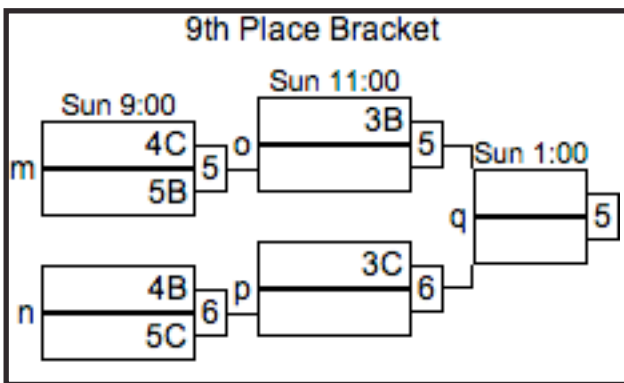 9th Place Bracket
Sun 9:00
Sun 11:00
Sun 1:00
m
4C
5B
5
o
3B
5
q
5
n
4B
5C
6
p
3C
6